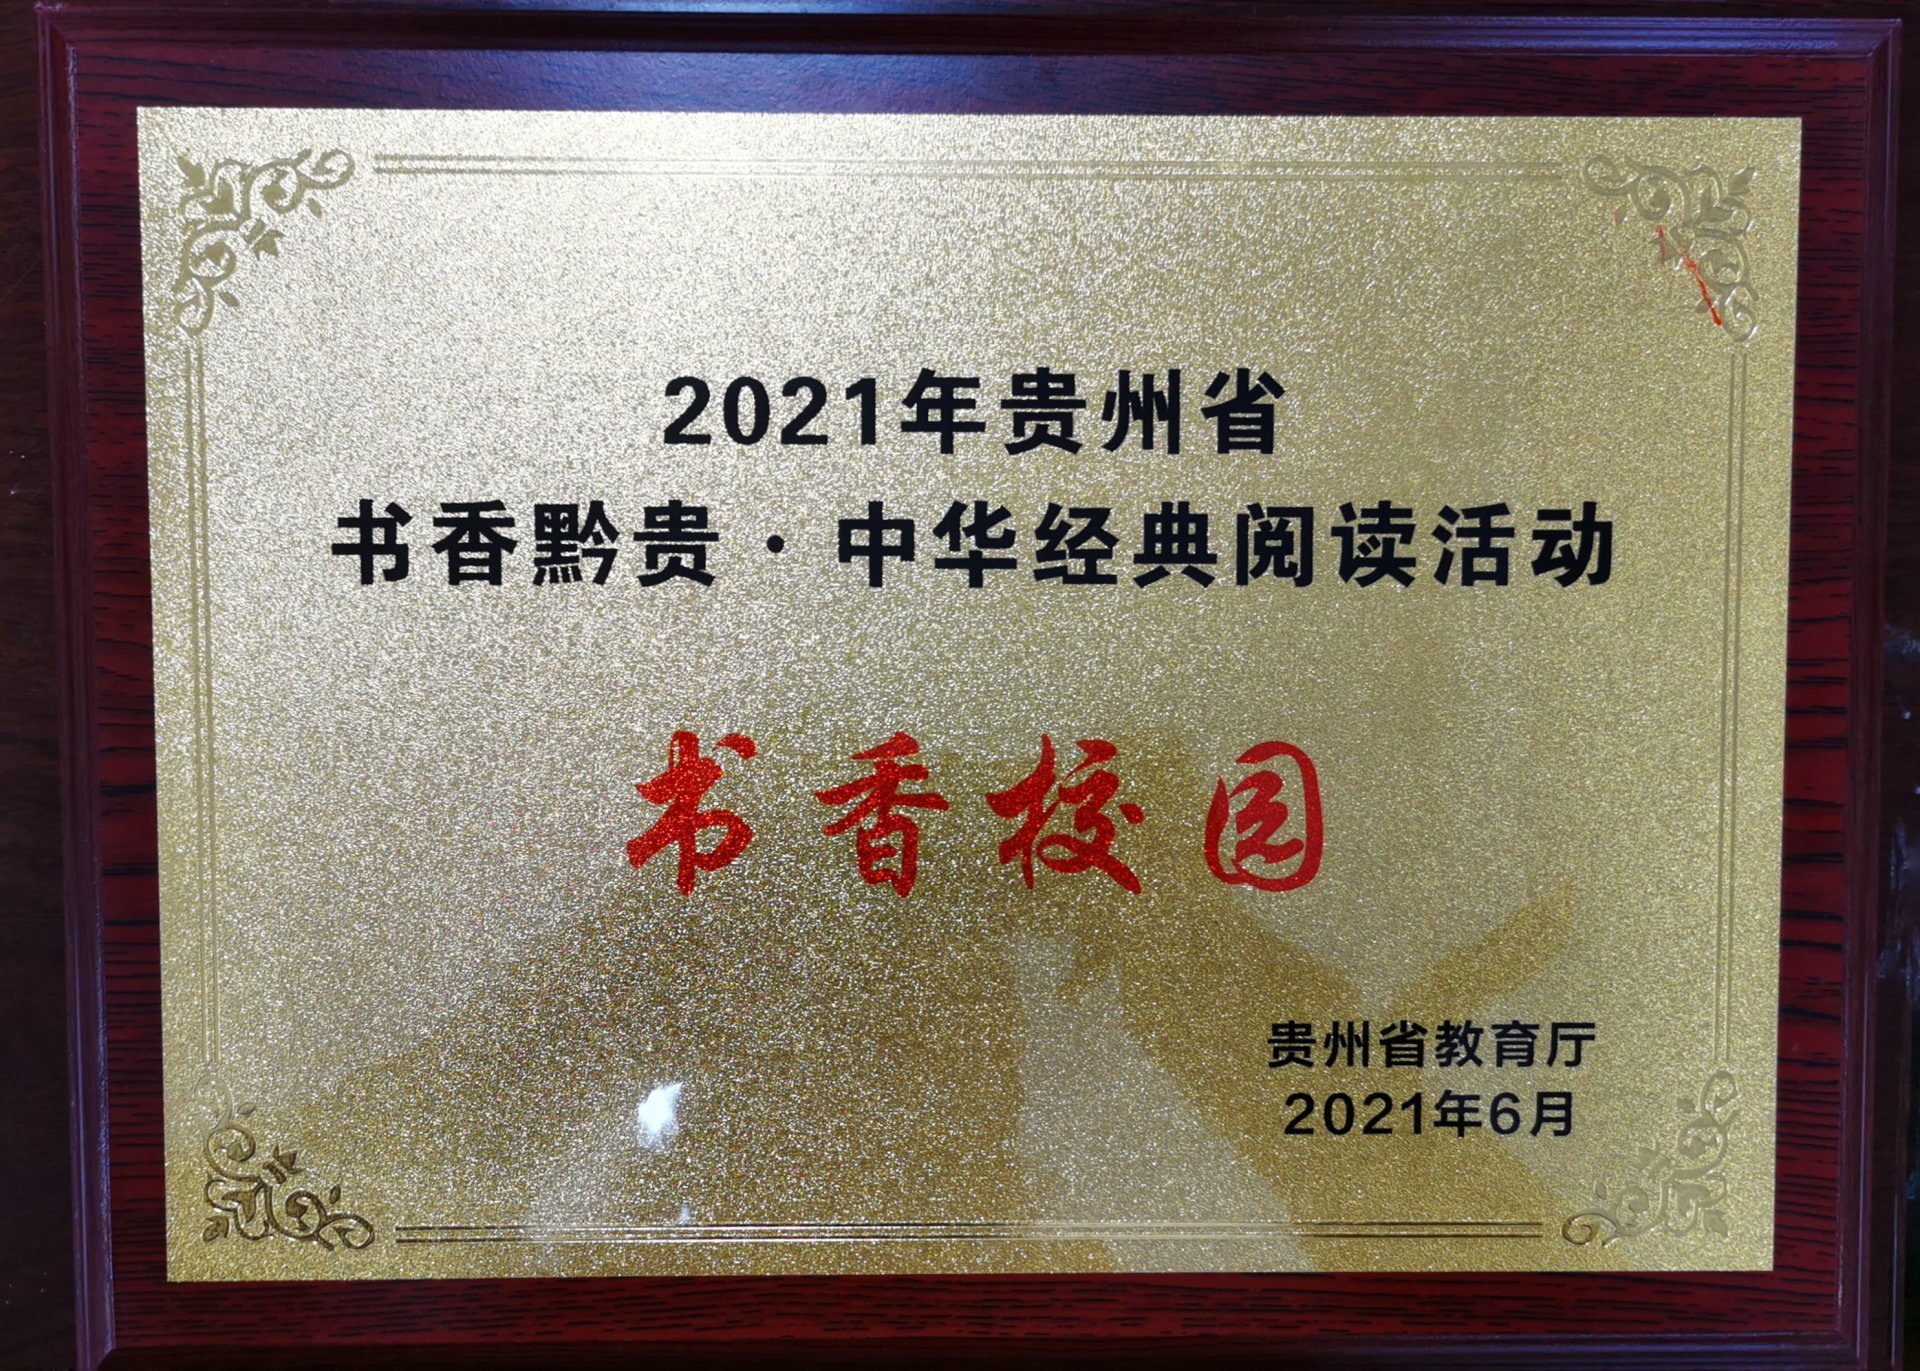 2021年贵州省
书香黔贵·中华经典阅读活动
书香校园
贵州省教育厅
2021年6月